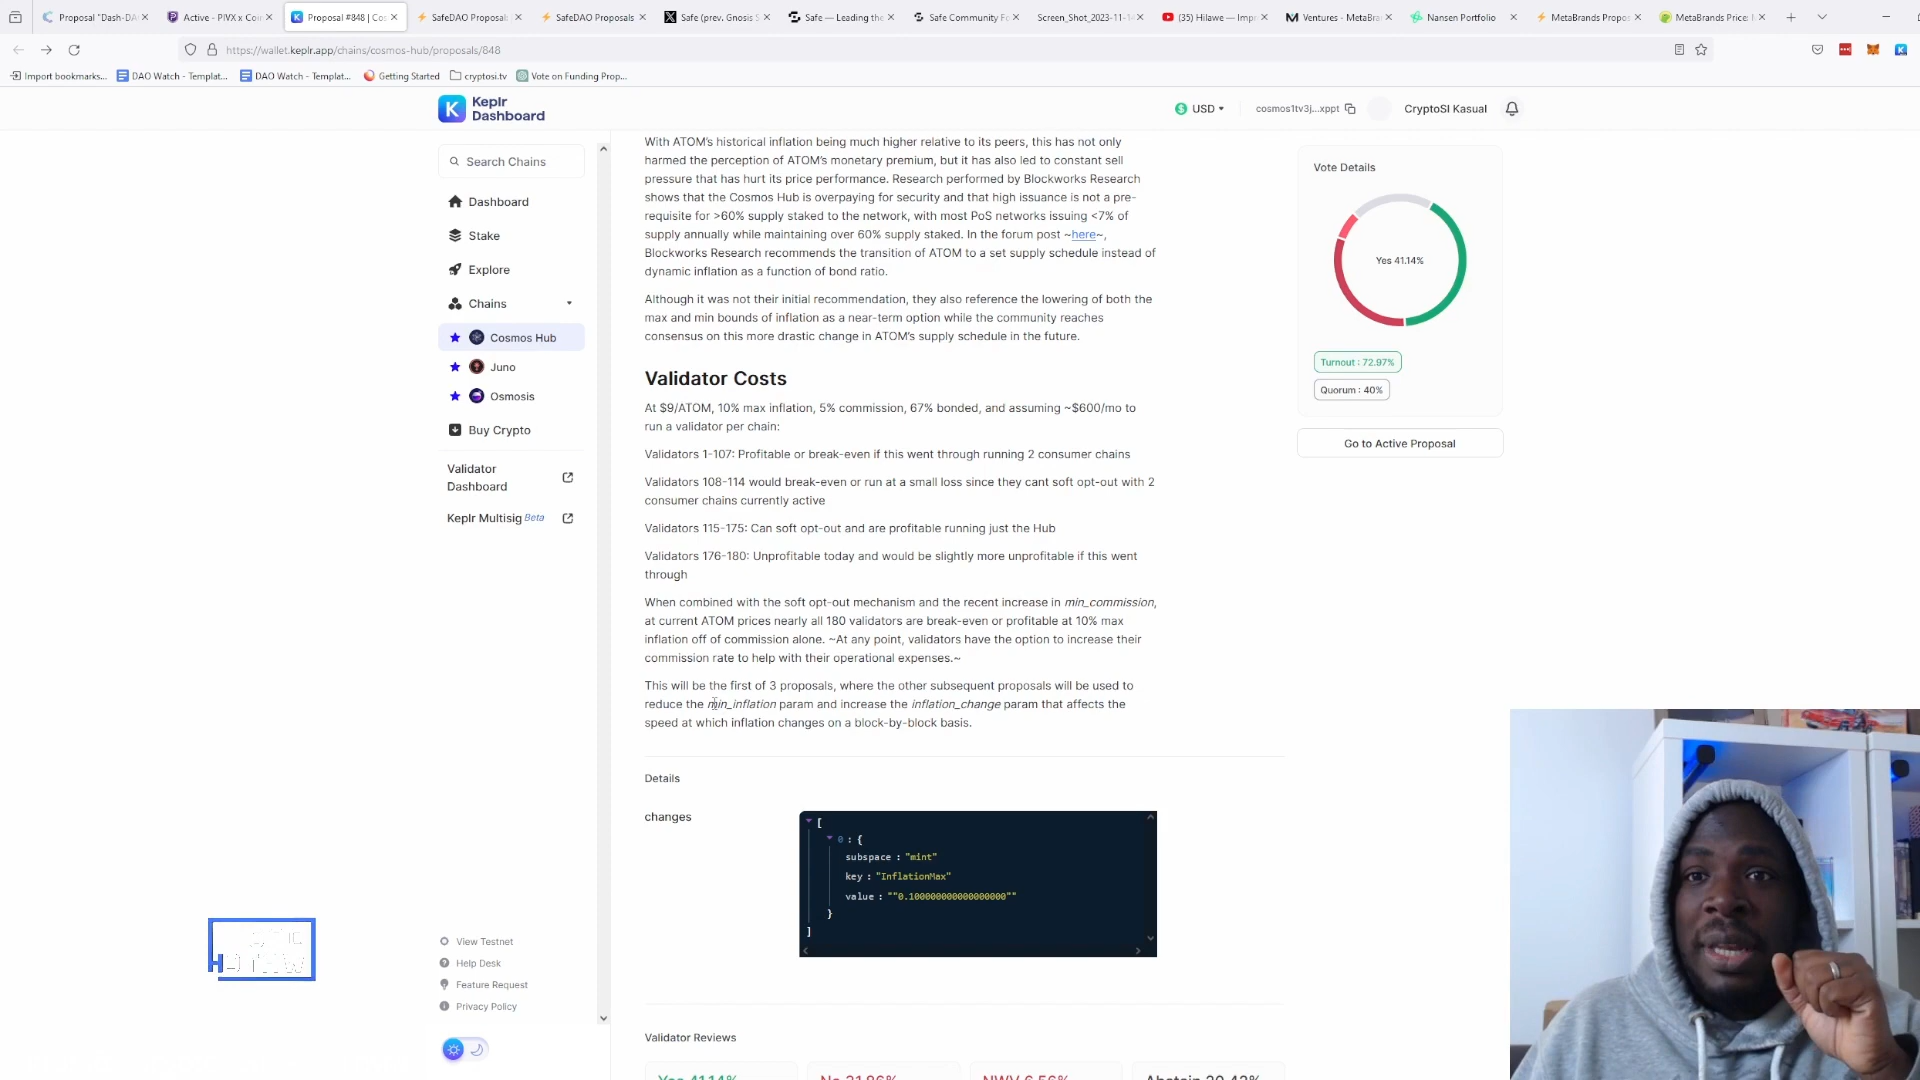 Proposal "Dash-DA
Active - PIVX x Coin
Proposal #848 | Cos
SafeDAO Proposal
SafeDAO Proposals
Safe (prev. Gnosis S
Safe — Leading the
Safe Community Fo
Screen_Shot_2023-11-1
(35) Hilawe — Impr
Ventures - MetaBran
Nansen Portfolio
MetaBrands Propo
MetaBrands Price:
https://wallet.keplr.app/chains/cosmos-hub/proposals/848
Import bookmarks...
DAO Watch - Templat...
DAO Watch - Templat...
Getting Started
cryptosi.tv
Vote on Funding Prop...
Keplr
Dashboard
USD
cosmos1tv3j...xppt
CryptoSI Kasual
Search Chains
Dashboard
Stake
Explore
Chains
Cosmos Hub
Juno
Osmosis
Buy Crypto
Validator
Dashboard
Keplr Multisig Beta
View Testnet
Help Desk
Feature Request
Privacy Policy
With ATOM's historical inflation being much higher relative to its peers, this has not only
harmed the perception of ATOM's monetary premium, but it has also led to constant sell
pressure that has hurt its price performance. Research performed by Blockworks Research
shows that the Cosmos Hub is overpaying for security and that high issuance is not a pre-
requisite for >60% supply staked to the network, with most PoS networks issuing <7% of
supply annually while maintaining over 60% supply staked. In the forum post ~here~,
Blockworks Research recommends the transition of ATOM to a set supply schedule instead of
dynamic inflation as a function of bond ratio.
Although it was not their initial recommendation, they also reference the lowering of both the
max and min bounds of inflation as a near-term option while the community reaches
consensus on this more drastic change in ATOM's supply schedule in the future.
Validator Costs
At $9/ATOM, 10% max inflation, 5% commission, 67% bonded, and assuming ~$600/mo to
run a validator per chain:
Validators 1-107: Profitable or break-even if this went through running 2 consumer chains
Validators 108-114 would break-even or run at a small loss since they cant soft opt-out with 2
consumer chains currently active
Validators 115-175: Can soft opt-out and are profitable running just the Hub
Validators 176-180: Unprofitable today and would be slightly more unprofitable if this went
through
When combined with the soft opt-out mechanism and the recent increase in min_commission,
at current ATOM prices nearly all 180 validators are break-even or profitable at 10% max
inflation off of commission alone. ~At any point, validators have the option to increase their
commission rate to help with their operational expenses.~
This will be the first of 3 proposals, where the other subsequent proposals will be used to
reduce the min_inflation param and increase the inflation_change param that affects the
speed at which inflation changes on a block-by-block basis.
Details
changes
[
0 : {
subspace : "mint"
key : "InflationMax"
value : ""0.100000000000000000""
}
]
Validator Reviews
Yes 41.14%
No 31.86%
NWV 6.56%
Abstain 20.42%
Vote Details
Yes 41.14%
Turnout : 72.97%
Quorum : 40%
Go to Active Proposal